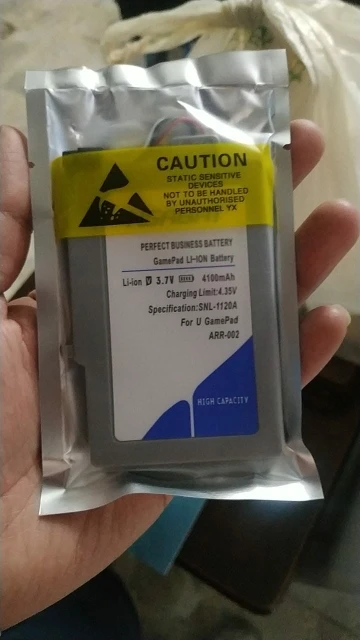 CAUTION
STATIC SENSITIVE
DEVICES
NOT TO BE HANDLED
BY UNAUTHORISED
PERSONNEL YX
PERFECT BUSINESS BATTERY
GamePad LI-ION Battery
Li-ion 3.7V 4100mAh
Charging Limit:4.35V
Specification:SNL-1120A
For U GamePad
ARR-002
HIGH CAPACITY